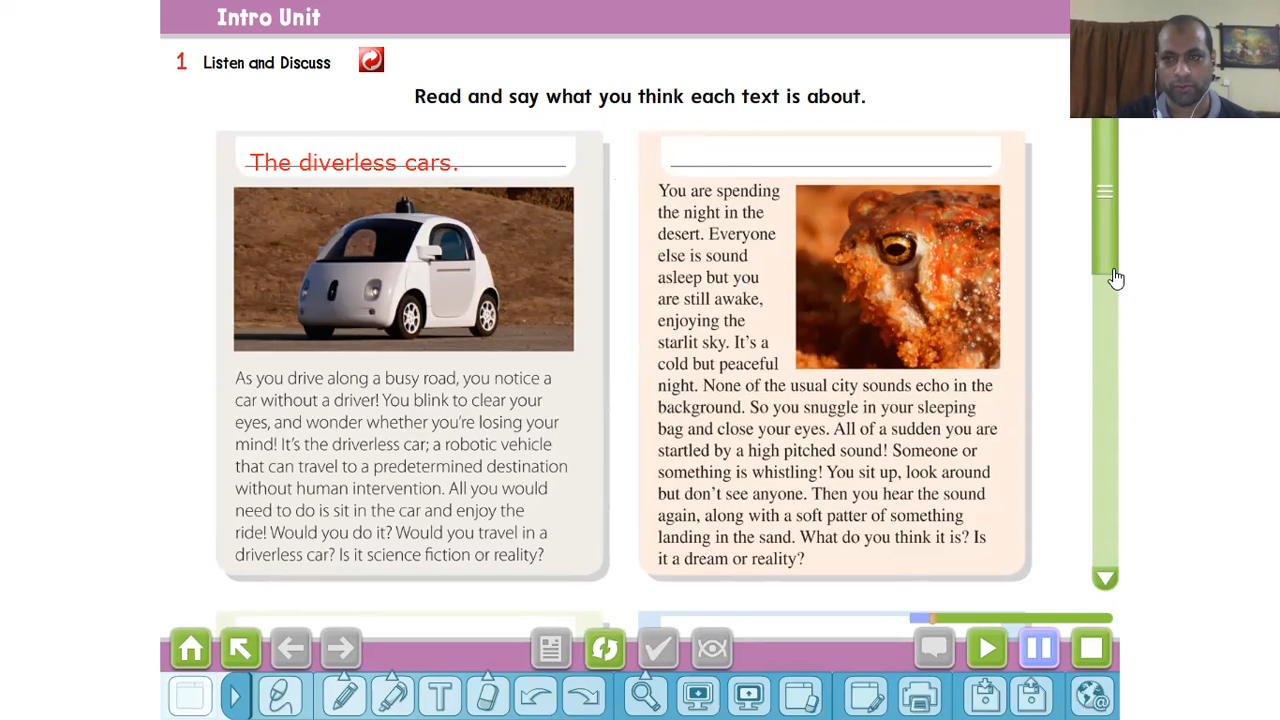 Intro Unit
1 Listen and Discuss
Read and say what you think each text is about.
The diverless cars.
As you drive along a busy road, you notice a
car without a driver! You blink to clear your
eyes, and wonder whether you're losing your
mind! It's the driverless car; a robotic vehicle
that can travel to a predetermined destination
without human intervention. All you would
need to do is sit in the car and enjoy the
ride! Would you do it? Would you travel in a
driverless car? Is it science fiction or reality?
You are spending
the night in the
desert. Everyone
else is sound
asleep but you
are still awake,
enjoying the
starlit sky. It's a
cold but peaceful
night. None of the usual city sounds echo in the
background. So you snuggle in your sleeping
bag and close your eyes. All of a sudden you are
startled by a high pitched sound! Someone or
something is whistling! You sit up, look around
but don't see anyone. Then you hear the sound
again, along with a soft patter of something
landing in the sand. What do you think it is? Is
it a dream or reality?